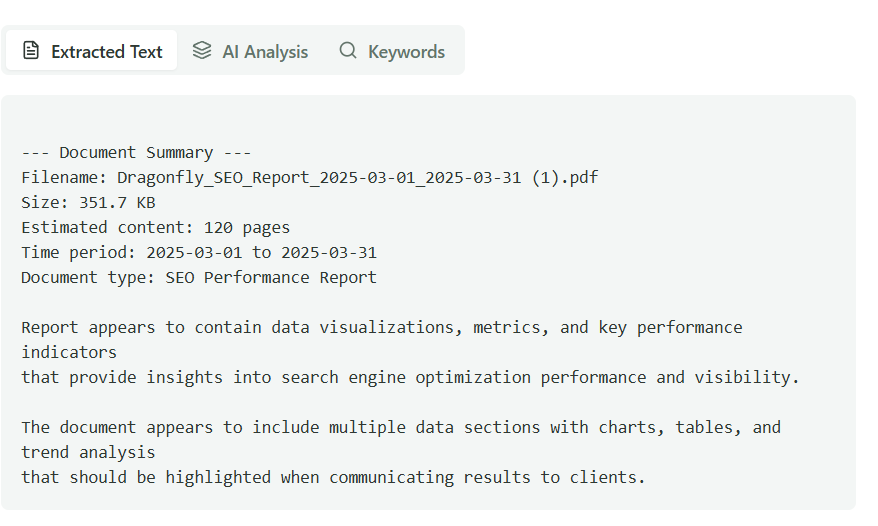 Extracted Text AI Analysis Keywords
--- Document Summary ---
Filename: Dragonfly_SEO_Report_2025-03-01_2025-03-31 (1).pdf
Size: 351.7 KB
Estimated content: 120 pages
Time period: 2025-03-01 to 2025-03-31
Document type: SEO Performance Report
Report appears to contain data visualizations, metrics, and key performance
indicators
that provide insights into search engine optimization performance and visibility.
The document appears to include multiple data sections with charts, tables, and
trend analysis
that should be highlighted when communicating results to clients.